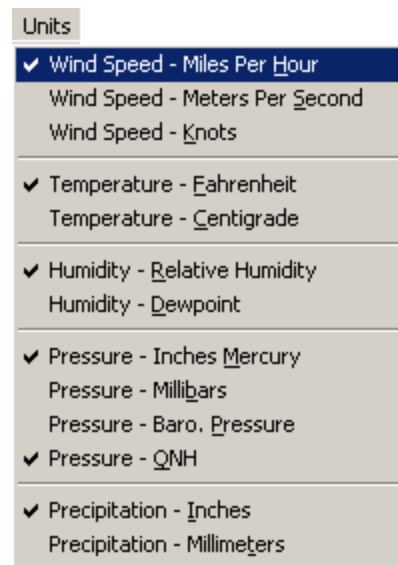 Units
Wind Speed - Miles Per Hour
Wind Speed - Meters Per Second
Wind Speed - Knots
Temperature - Fahrenheit
Temperature - Centigrade
Humidity - Relative Humidity
Humidity - Dewpoint
Pressure - Inches Mercury
Pressure - Millibars
Pressure - Baro. Pressure
Pressure - QNH
Precipitation - Inches
Precipitation - Millimeters